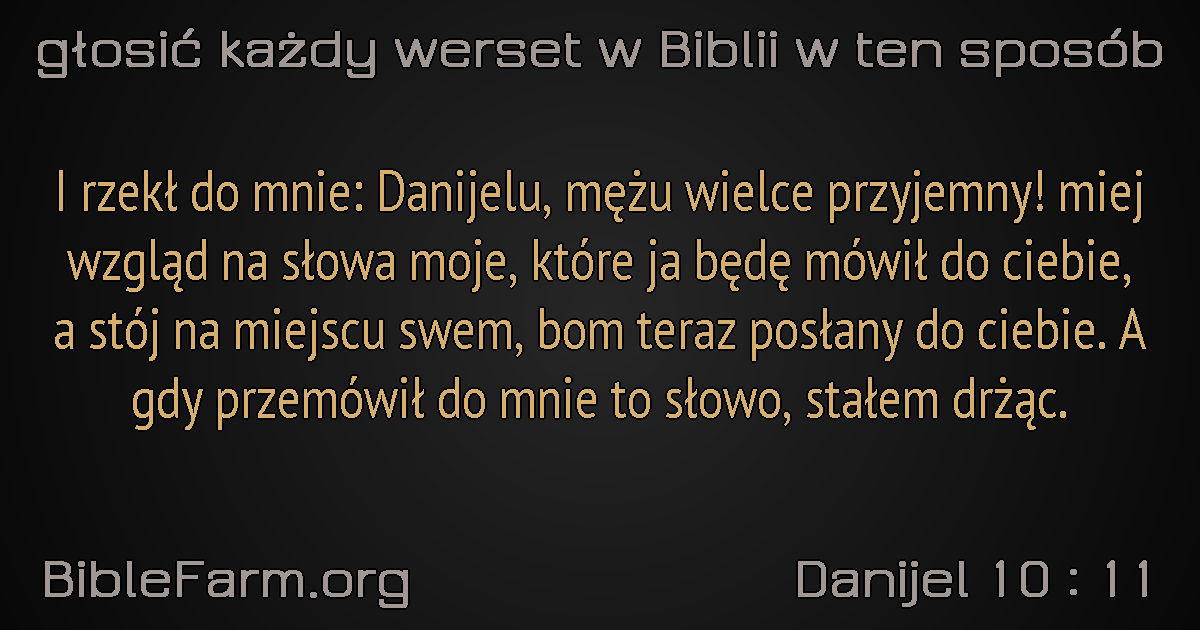 głosić każdy werset w Biblii w ten sposób
I rzekł do mnie: Danijelu, mężu wielce przyjemny! miej
wzgląd na słowa moje, które ja będę mówił do ciebie,
a stój na miejscu swem, bom teraz posłany do ciebie. A
gdy przemówił do mnie to słowo, stałem drżąc.
BibleFarm.org
Danijel 10 : 11